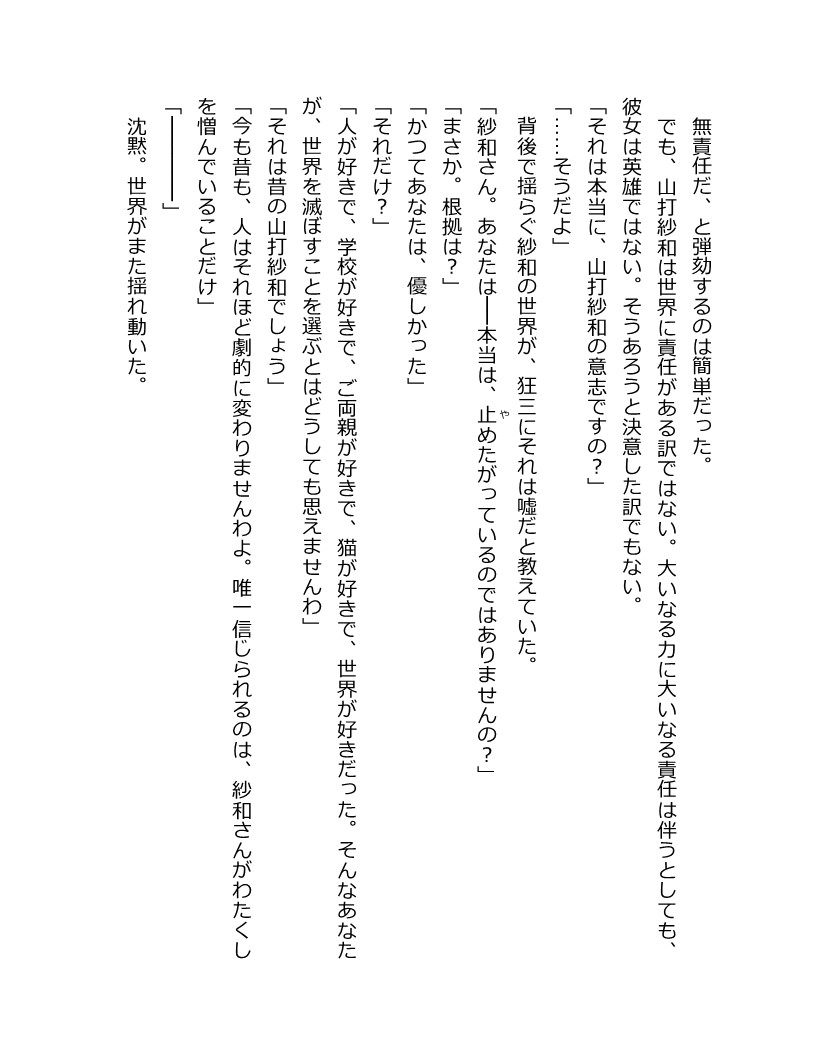 無責任だ、と弾劾するのは簡単だった。
　でも、山打紗和は世界に責任がある訳ではない。大いなる力に大いなる責任は伴うとしても、
彼女は英雄ではない。そうあろうと決意した訳でもない。
「それは本当に、山打紗和の意志ですの？」
「……そうだよ」
　背後で揺らぐ紗和の世界が、狂三にそれは嘘だと教えていた。
「紗和さん。あなたは――本当は、止めたがっているのではありませんの？」
や
「まさか。根拠は？」
「かつてあなたは、優しかった」
「それだけ？」
「人が好きで、学校が好きで、ご両親が好きで、猫が好きで、世界が好きだった。そんなあなた
が、世界を滅ぼすことを選ぶとはどうしても思えませんわ」
「それは昔の山打紗和でしょう」
「今も昔も、人はそれほど劇的に変わりませんわよ。唯一信じられるのは、紗和さんがわたくし
を憎んでいることだけ」
「――――」
　沈黙。世界がまた揺れ動いた。